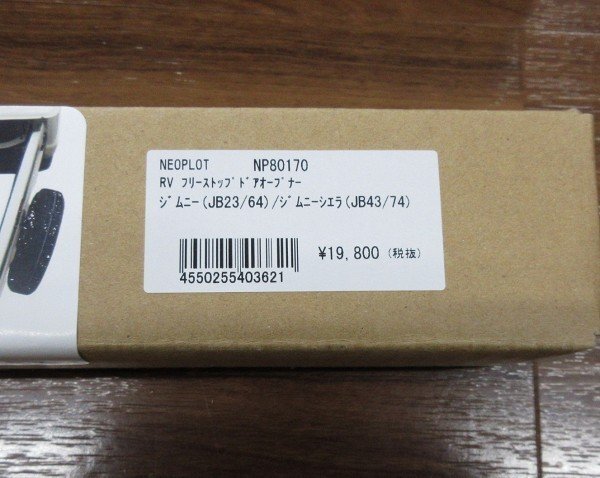 NEOPLOT NP80170
RV フリーストップドアオープナー
ジムニー(JB23/64)/ジムニーシエラ(JB43/74)
¥19,800 (税抜)
4550255403621